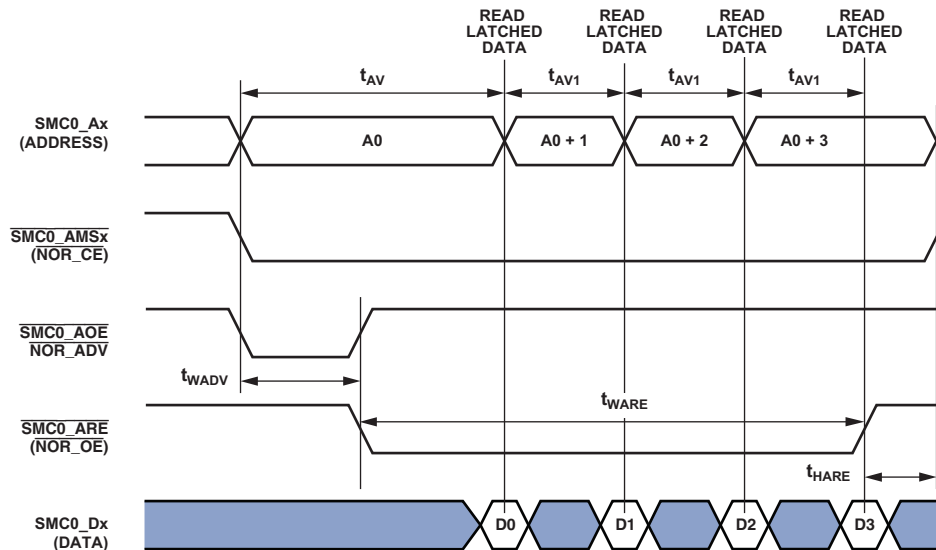 READ LATCHED DATA
READ LATCHED DATA
READ LATCHED DATA
READ LATCHED DATA
tAV
tAV1
tAV1
tAV1
SMC0_Ax
(ADDRESS)
A0
A0 + 1
A0 + 2
A0 + 3
SMC0_AMSx
(NOR_CE)
SMC0_AOE
NOR_ADV
tWADV
tWARE
SMC0_ARE
(NOR_OE)
tHARE
SMC0_Dx
(DATA)
D0
D1
D2
D3